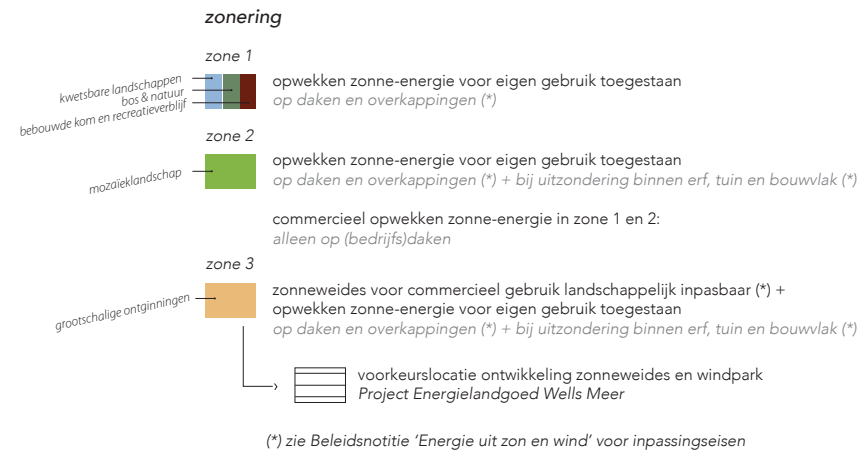 zonering
zone 1
kwetsbare landschappen
bos & natuur
bebouwde kom en recreatieverblijf
opwekken zonne-energie voor eigen gebruik toegestaan
op daken en overkappingen (*)
zone 2
mozaïeklandschap
opwekken zonne-energie voor eigen gebruik toegestaan
op daken en overkappingen (*) + bij uitzondering binnen erf, tuin en bouwvlak (*)
commercieel opwekken zonne-energie in zone 1 en 2:
alleen op (bedrijfs)daken
zone 3
grootschalige ontginningen
zonneweides voor commercieel gebruik landschappelijk inpasbaar (*) +
opwekken zonne-energie voor eigen gebruik toegestaan
op daken en overkappingen (*) + bij uitzondering binnen erf, tuin en bouwvlak (*)
voorkeurslocatie ontwikkeling zonneweides en windpark
Project Energielandgoed Wells Meer
(*) zie Beleidsnotitie 'Energie uit zon en wind' voor inpassingseisen